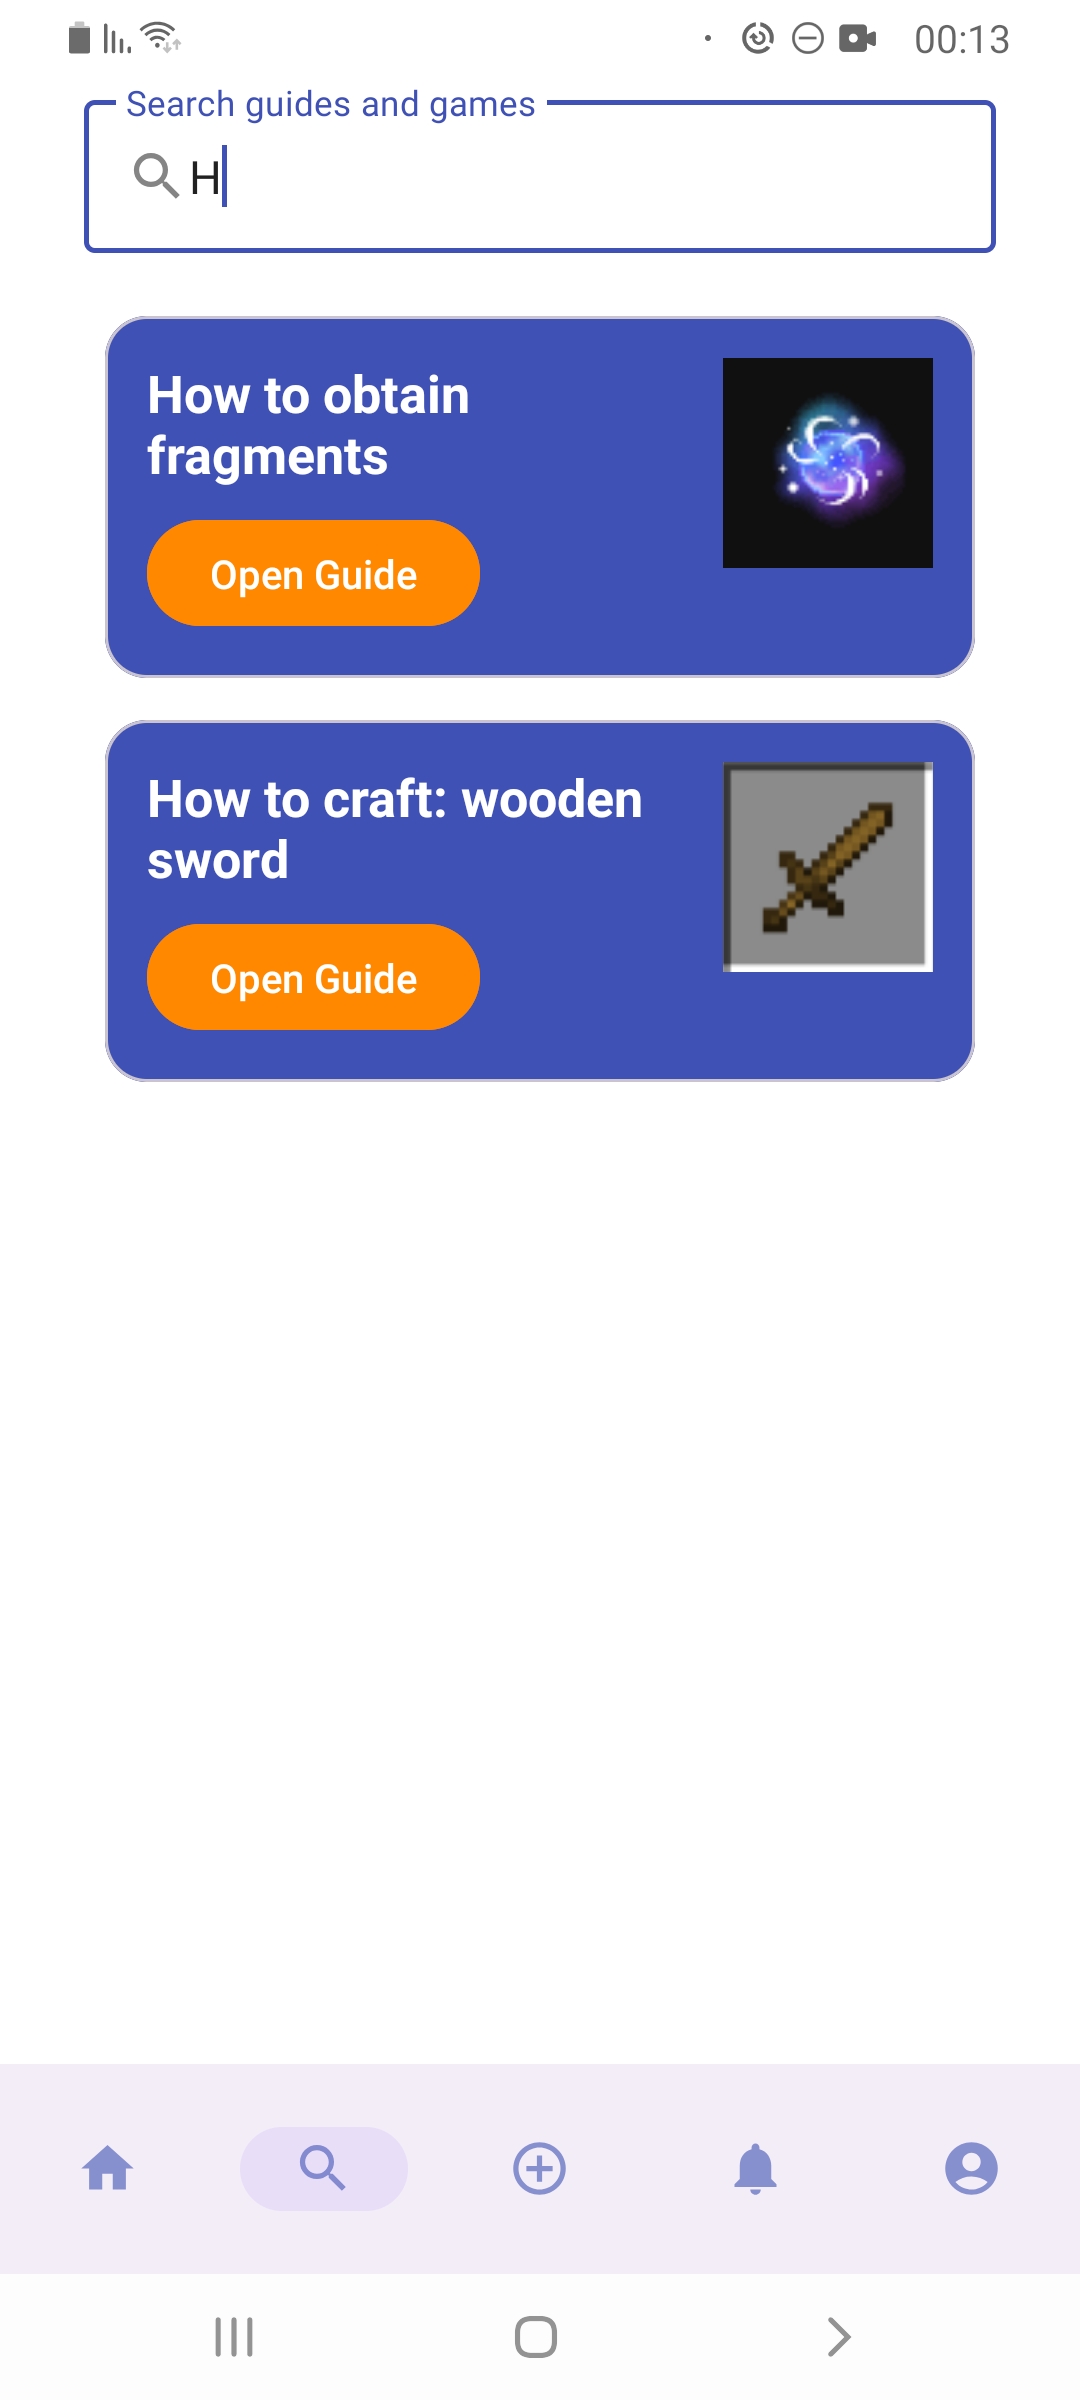 00:13
Search guides and games
H
How to obtain
fragments
Open Guide
How to craft: wooden
sword
Open Guide